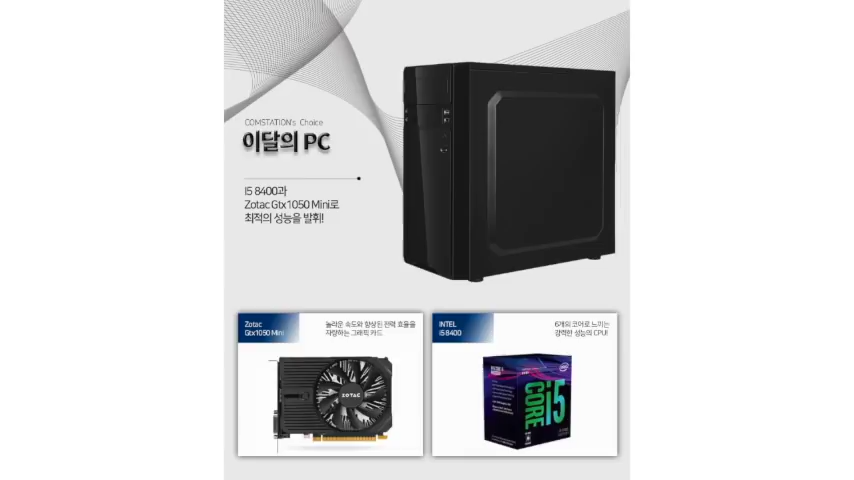 COMSTATION's Choice
이달의 PC
I5 8400과
Zotac Gtx1050 Mini로
최적의 성능을 발휘!
Zotac
Gtx1050 Mini
놀라운 속도와 향상된 전력 효율을
자랑하는 그래픽 카드
INTEL
i5 8400
6개의 코어로 느끼는
강력한 성능의 CPU!
ZOTAC
intel
CORE i5